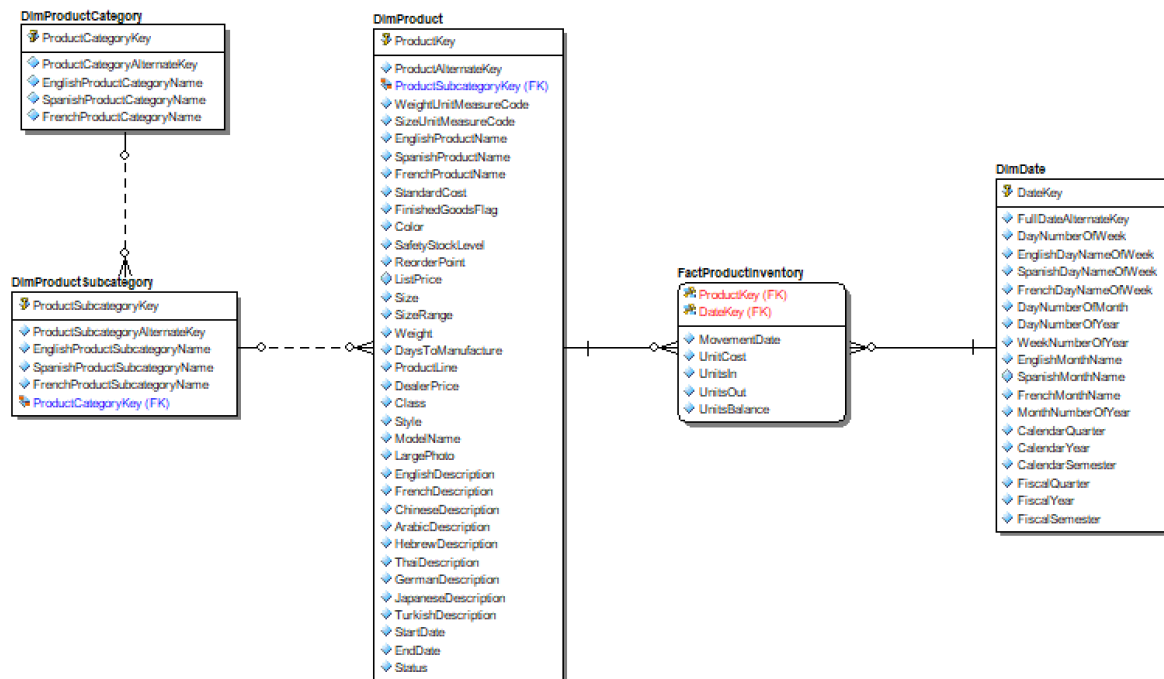 DimProductCategory
ProductCategoryKey
ProductCategoryAlternateKey
EnglishProductCategoryName
SpanishProductCategoryName
FrenchProductCategoryName
DimProductSubcategory
ProductSubcategoryKey
ProductSubcategoryAlternateKey
EnglishProductSubcategoryName
SpanishProductSubcategoryName
FrenchProductSubcategoryName
ProductCategoryKey (FK)
DimProduct
ProductKey
ProductAlternateKey
ProductSubcategoryKey (FK)
WeightUnitMeasureCode
SizeUnitMeasureCode
EnglishProductName
SpanishProductName
FrenchProductName
StandardCost
FinishedGoodsFlag
Color
SafetyStockLevel
ReorderPoint
ListPrice
Size
SizeRange
Weight
DaysToManufacture
ProductLine
DealerPrice
Class
Style
ModelName
LargePhoto
EnglishDescription
FrenchDescription
ChineseDescription
ArabicDescription
HebrewDescription
ThaiDescription
GermanDescription
JapaneseDescription
TurkishDescription
StartDate
EndDate
Status
FactProductInventory
ProductKey (FK)
DateKey (FK)
MovementDate
UnitCost
UnitsIn
UnitsOut
UnitsBalance
DimDate
DateKey
FullDateAlternateKey
DayNumberOfWeek
EnglishDayNameOfWeek
SpanishDayNameOfWeek
FrenchDayNameOfWeek
DayNumberOfMonth
DayNumberOfYear
WeekNumberOfYear
EnglishMonthName
SpanishMonthName
FrenchMonthName
MonthNumberOfYear
CalendarQuarter
CalendarYear
CalendarSemester
FiscalQuarter
FiscalYear
FiscalSemester